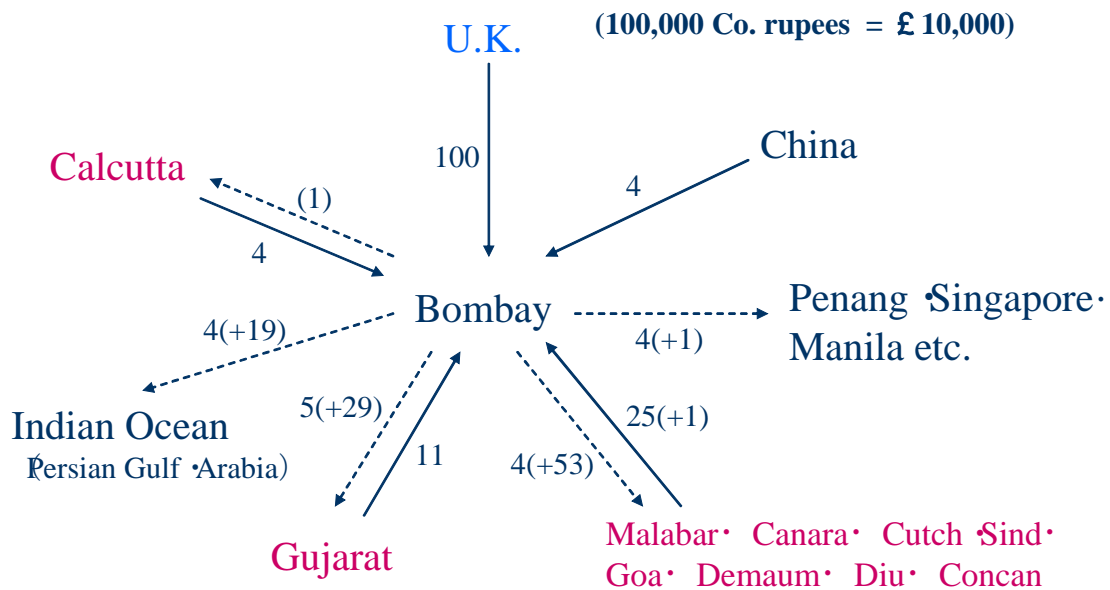 (100,000 Co. rupees = £ 10,000)
U.K.
100
China
4
Calcutta
(1)
4
Bombay
Penang ・Singapore・
Manila etc.
4(+1)
4(+19)
Indian Ocean
(Persian Gulf ・Arabia)
5(+29)
11
4(+53)
25(+1)
Gujarat
Malabar・ Canara・ Cutch ・Sind・
Goa・ Demaum・ Diu・ Concan